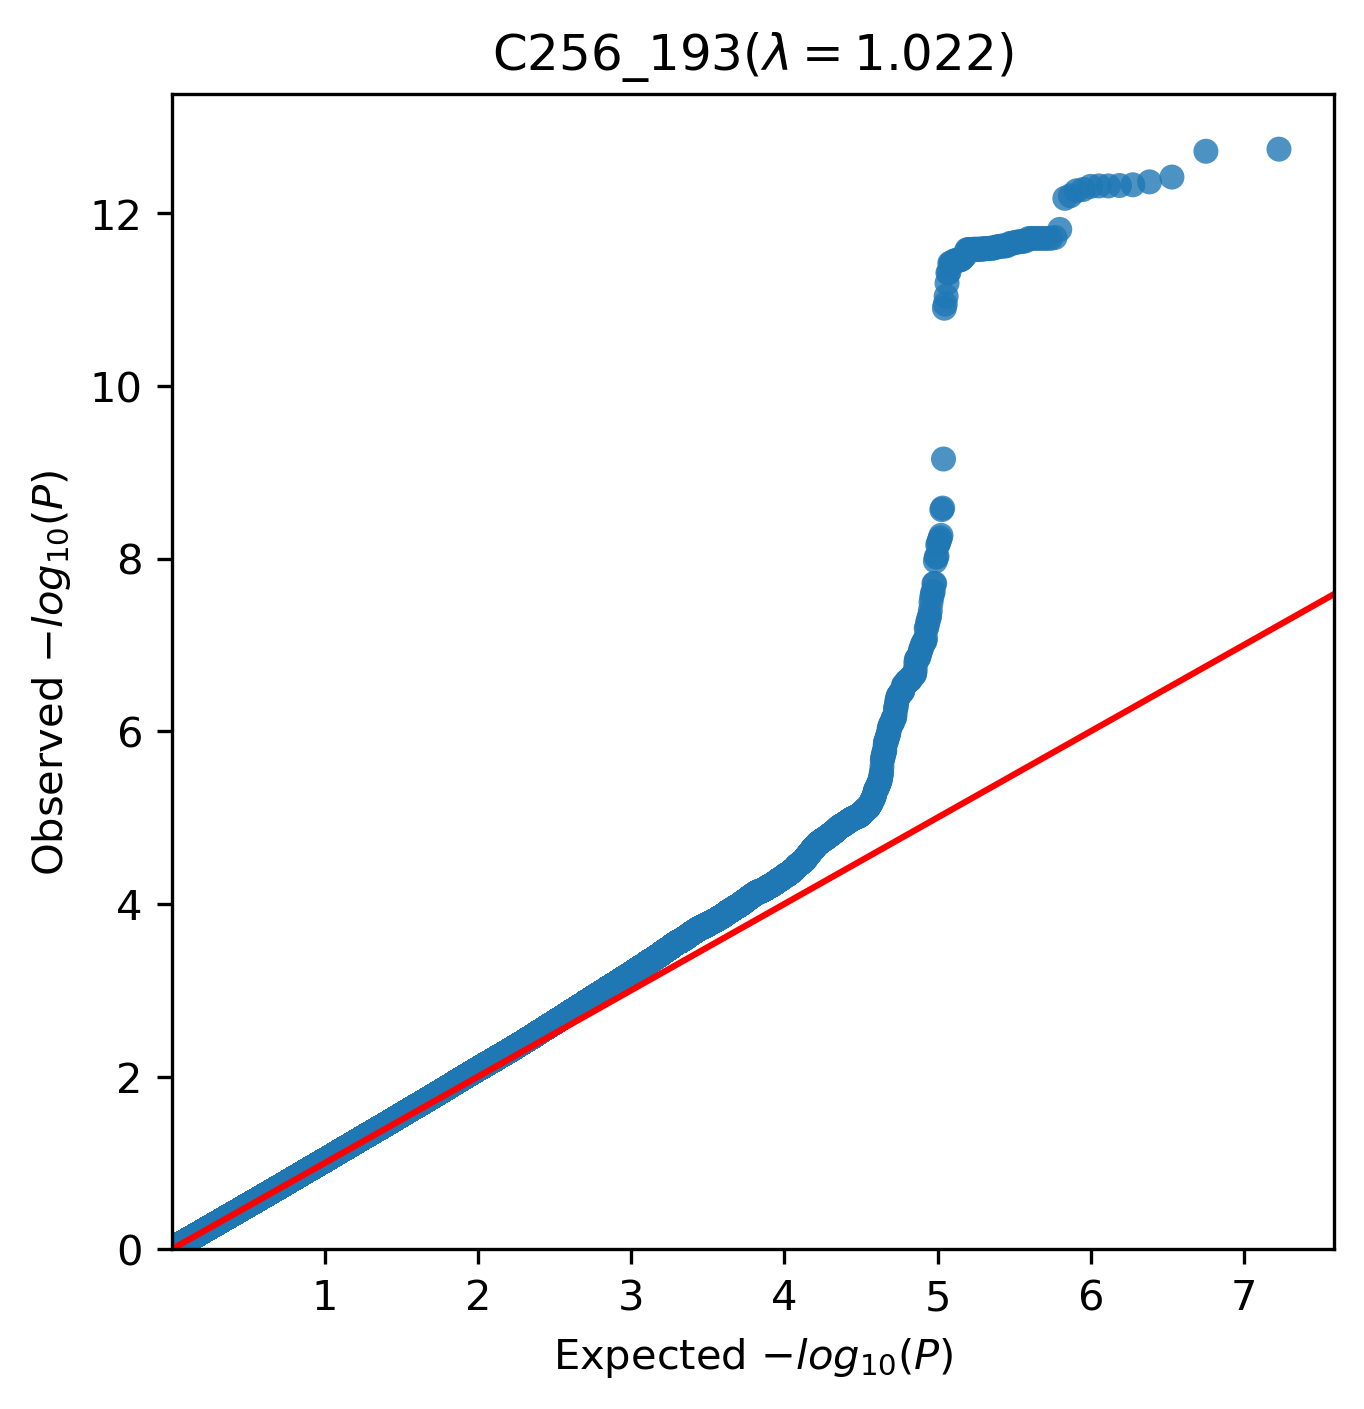 C256_193(λ = 1.022)
Observed −log₁₀(P)
12
10
8
6
4
2
0
1 2 3 4 5 6 7
Expected −log₁₀(P)